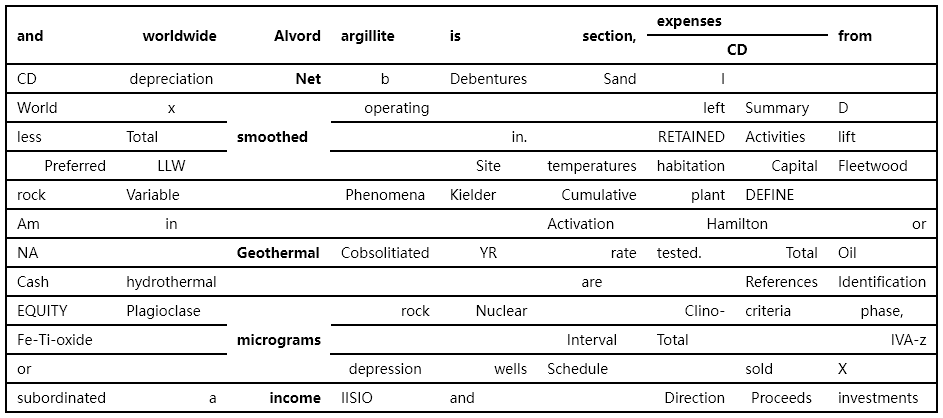 and worldwide Alvord argillite is section, expenses from
CD
CD depreciation Net b Debentures Sand l
World x operating left Summary D
less Total smoothed in. RETAINED Activities lift
Preferred LLW Site temperatures habitation Capital Fleetwood
rock Variable Phenomena Kielder Cumulative plant DEFINE
Am in Activation Hamilton or
NA Geothermal Cobsolitiated YR rate tested. Total Oil
Cash hydrothermal are References Identification
EQUITY Plagioclase rock Nuclear Clino- criteria phase,
Fe-Ti-oxide micrograms Interval Total IVA-z
or depression wells Schedule sold X
subordinated a income IISIO and Direction Proceeds investments